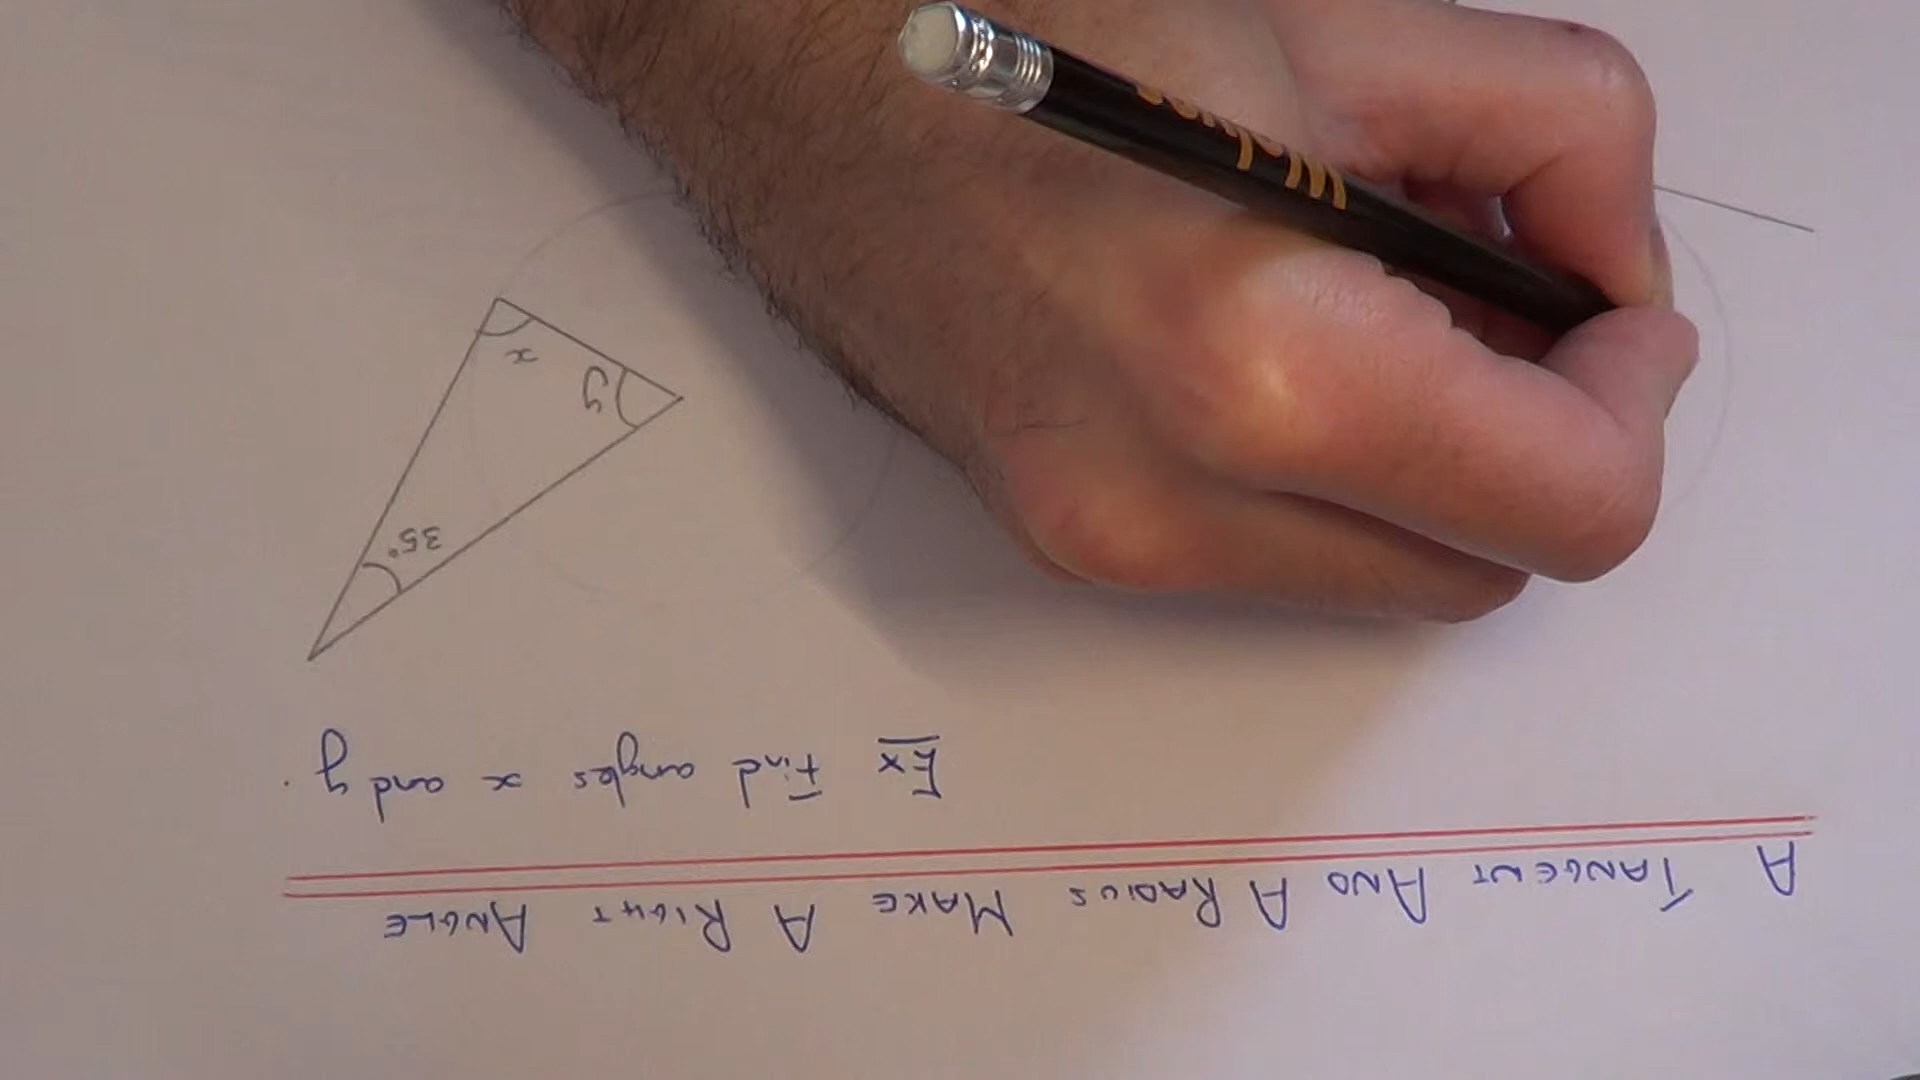 A TANGENT AND A RADIUS MAKE A RIGHT ANGLE
Ex Find angles x and y.
35°
y
x